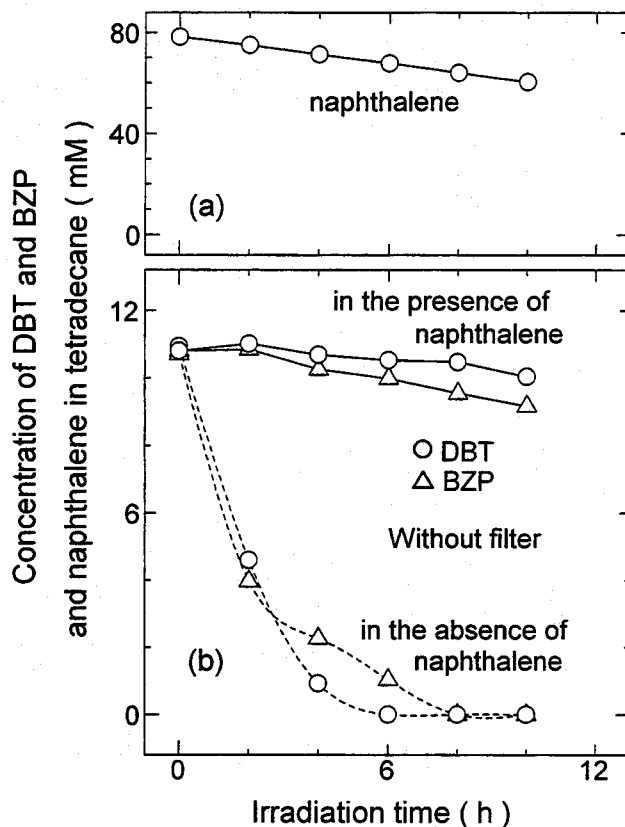 Concentration of DBT and BZP
and naphthalene in tetradecane ( mM )
80
40
0
naphthalene
(a)
12
6
0
in the presence of
naphthalene
DBT
BZP
Without filter
in the absence of
naphthalene
(b)
0
6
12
Irradiation time ( h )